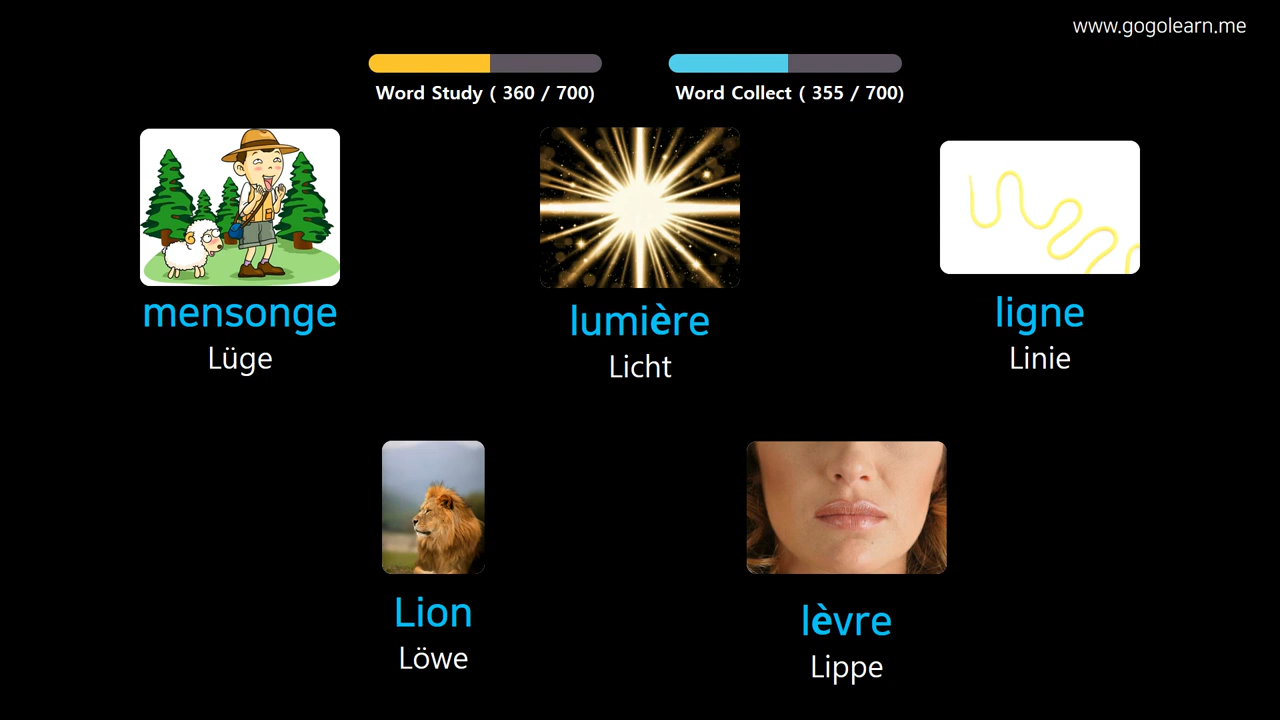 www.gogolearn.me
Word Study ( 360 / 700)
Word Collect ( 355 / 700)
mensonge
Lüge
lumière
Licht
ligne
Linie
Lion
Löwe
lèvre
Lippe